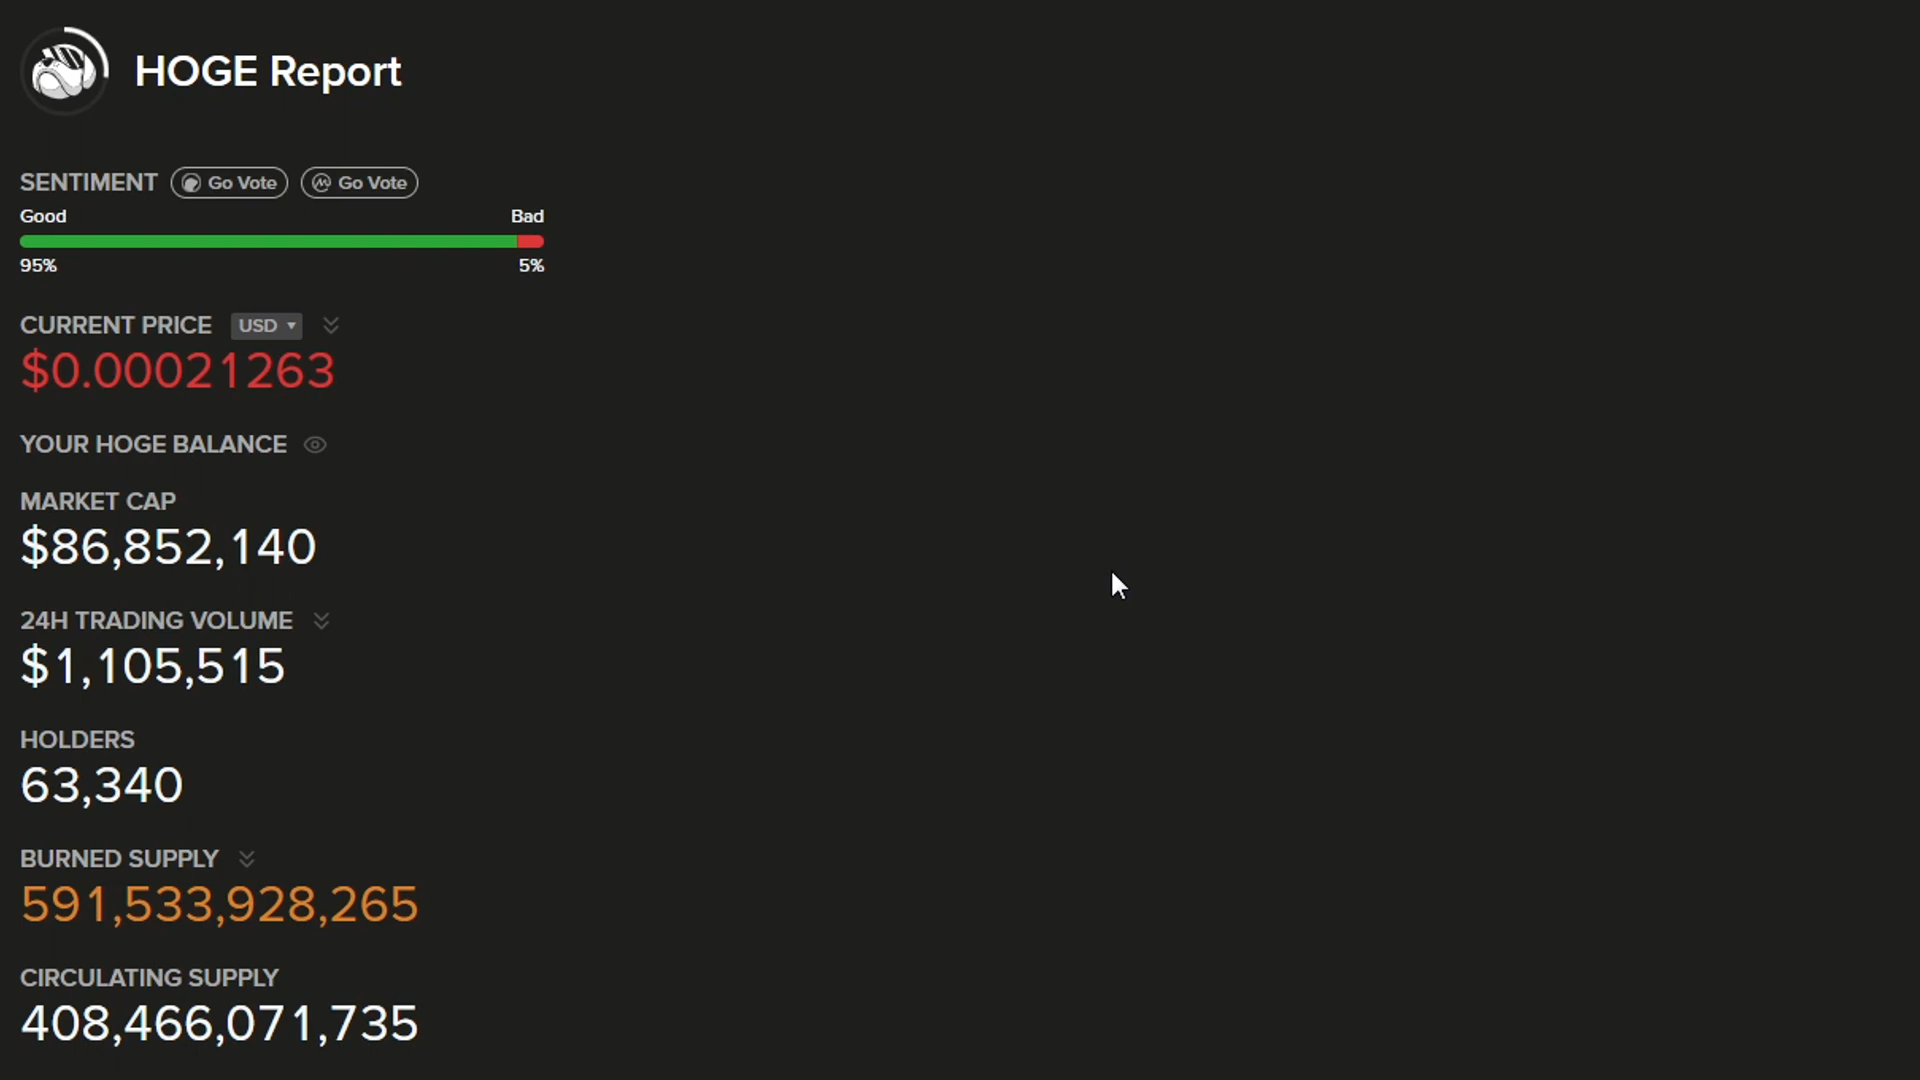 HOGE Report
SENTIMENT Go Vote Go Vote
Good Bad
95% 5%
CURRENT PRICE USD
$0.00021263
YOUR HOGE BALANCE
MARKET CAP
$86,852,140
24H TRADING VOLUME
$1,105,515
HOLDERS
63,340
BURNED SUPPLY
591,533,928,265
CIRCULATING SUPPLY
408,466,071,735